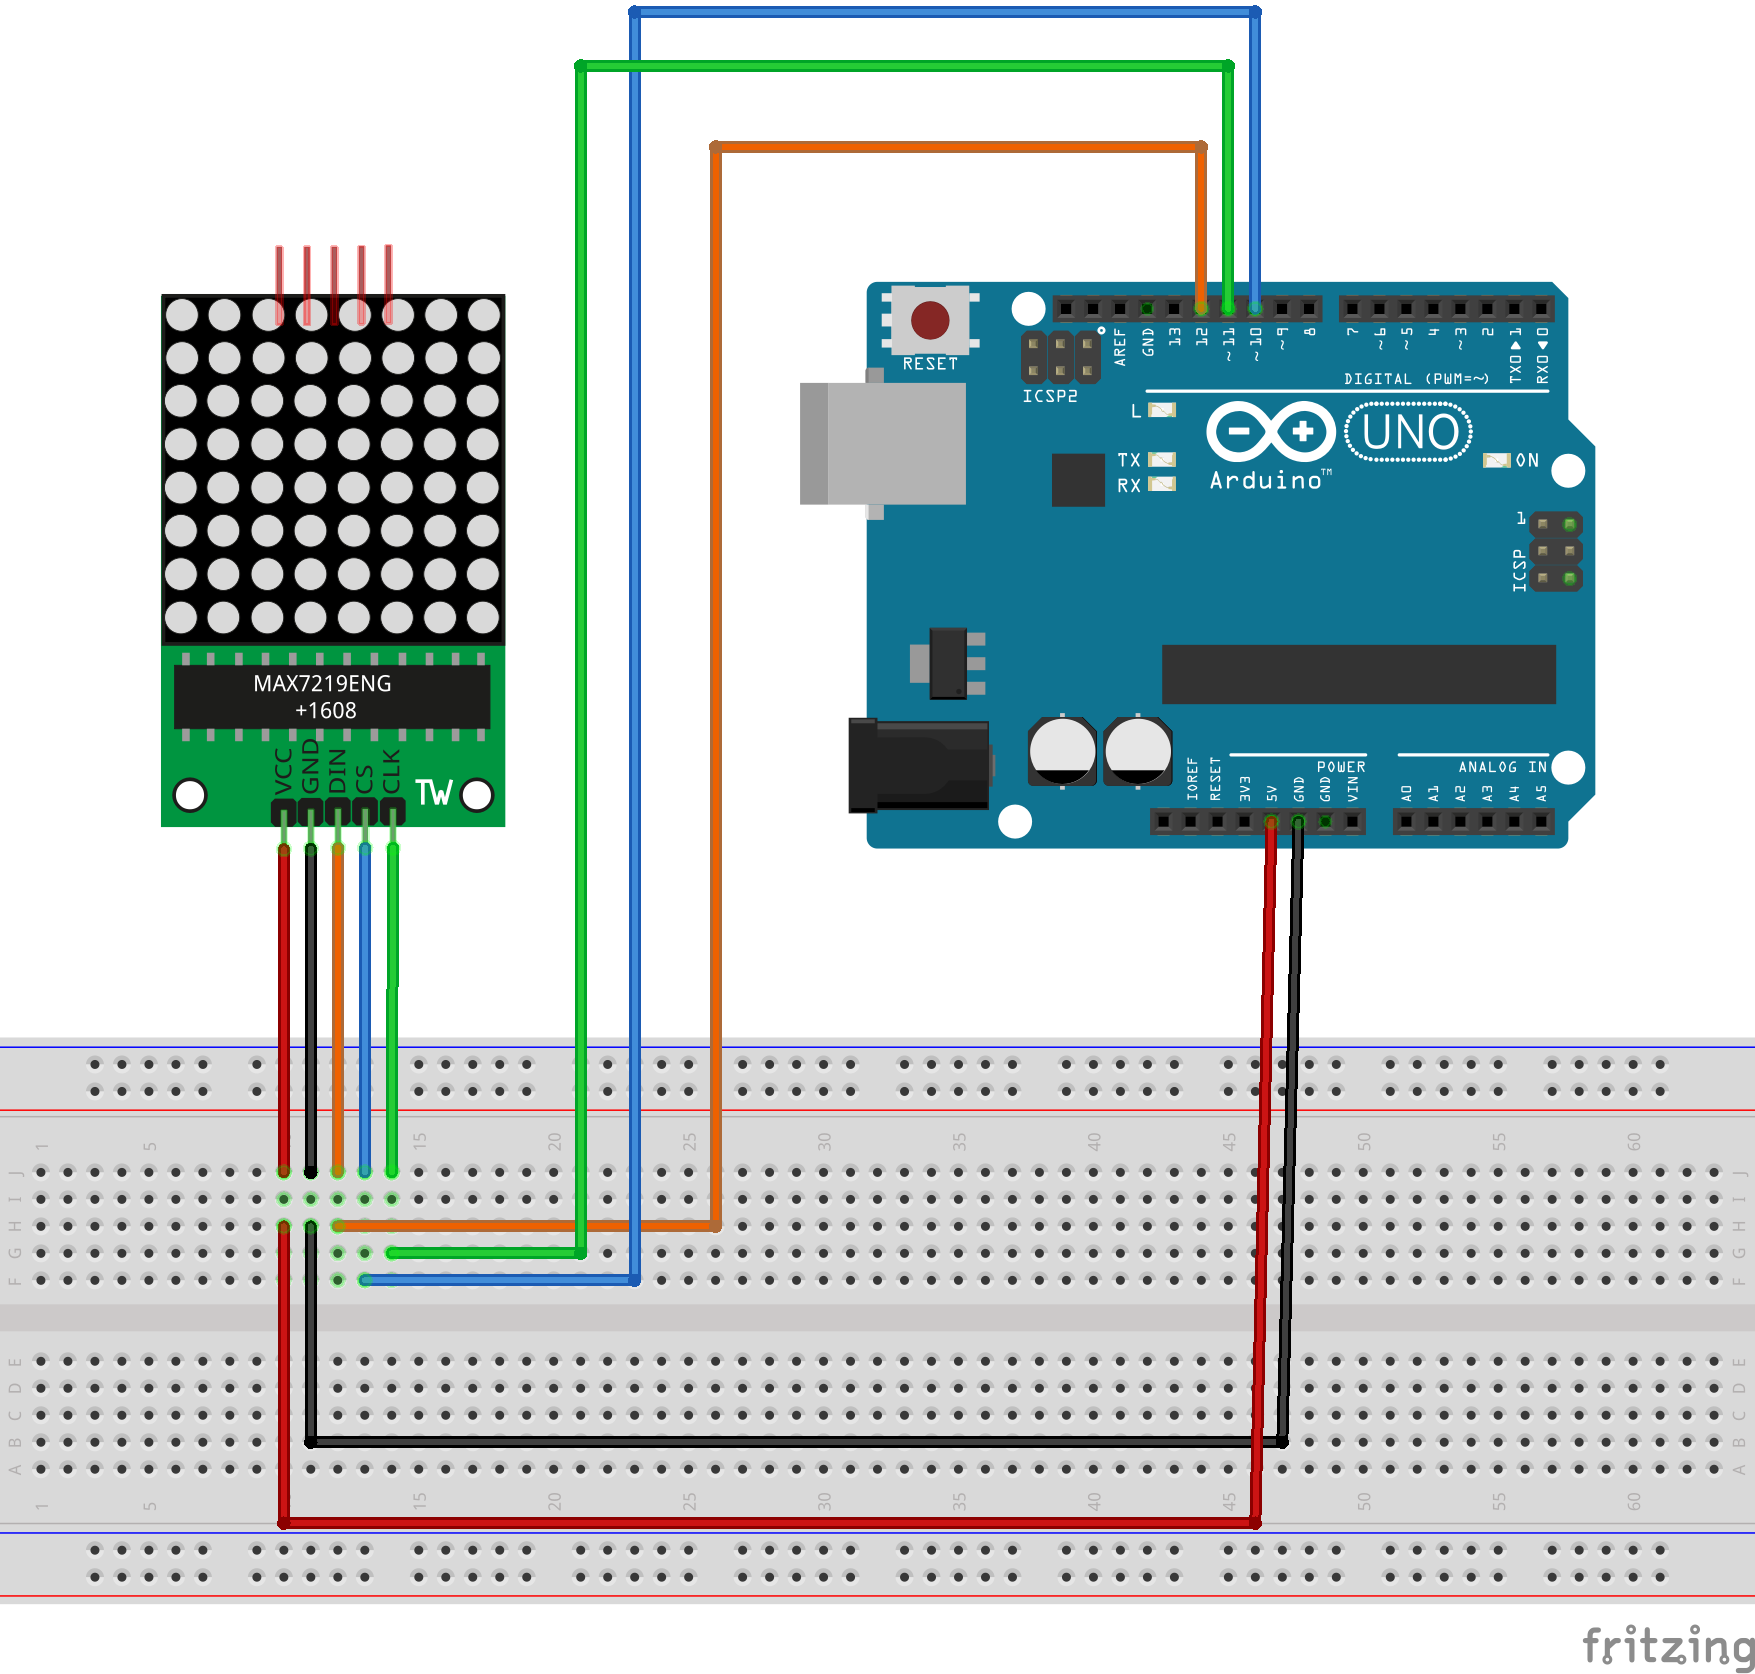 RESET
ICSP2
AREF
GND
13
12
~11
~10
~9
8
7
~6
~5
4
~3
2
TX0▶1
RX0◀0
DIGITAL (PWM=~)
L
TX
RX
Arduino™
UNO
ON
1
ICSP
MAX7219ENG
+1608
VCC
GND
DIN
CS
CLK
TW
IOREF
RESET
3V3
5V
GND
GND
VIN
POWER
ANALOG IN
A0
A1
A2
A3
A4
A5
1 5 15 20 25 30 35 40 45 50 55 60
J J
I I
H H
G G
F F
E E
D D
C C
B B
A A
1 5 15 20 25 30 35 40 45 50 55 60
fritzing